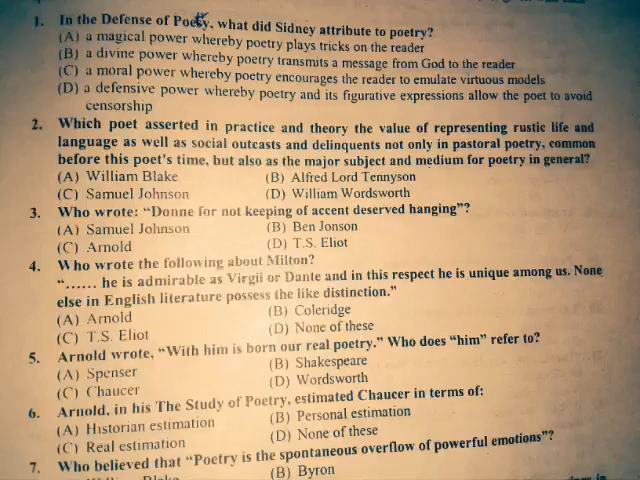 1. In the Defense of Poesy, what did Sidney attribute to poetry?
(A) a magical power whereby poetry plays tricks on the reader
(B) a divine power whereby poetry transmits a message from God to the reader
(C) a moral power whereby poetry encourages the reader to emulate virtuous models
(D) a defensive power whereby poetry and its figurative expressions allow the poet to avoid
censorship
2. Which poet asserted in practice and theory the value of representing rustic life and
language as well as social outcasts and delinquents not only in pastoral poetry, common
before this poet's time, but also as the major subject and medium for poetry in general?
(A) William Blake (B) Alfred Lord Tennyson
(C) Samuel Johnson (D) William Wordsworth
3. Who wrote: “Donne for not keeping of accent deserved hanging”?
(A) Samuel Johnson (B) Ben Jonson
(C) Arnold (D) T.S. Eliot
4. Who wrote the following about Milton?
“...... he is admirable as Virgil or Dante and in this respect he is unique among us. None
else in English literature possess the like distinction.”
(A) Arnold (B) Coleridge
(C) T.S. Eliot (D) None of these
5. Arnold wrote, “With him is born our real poetry.” Who does “him” refer to?
(A) Spenser (B) Shakespeare
(C) Chaucer (D) Wordsworth
6. Arnold, in his The Study of Poetry, estimated Chaucer in terms of:
(A) Historian estimation (B) Personal estimation
(C) Real estimation (D) None of these
7. Who believed that “Poetry is the spontaneous overflow of powerful emotions”?
(B) Byron